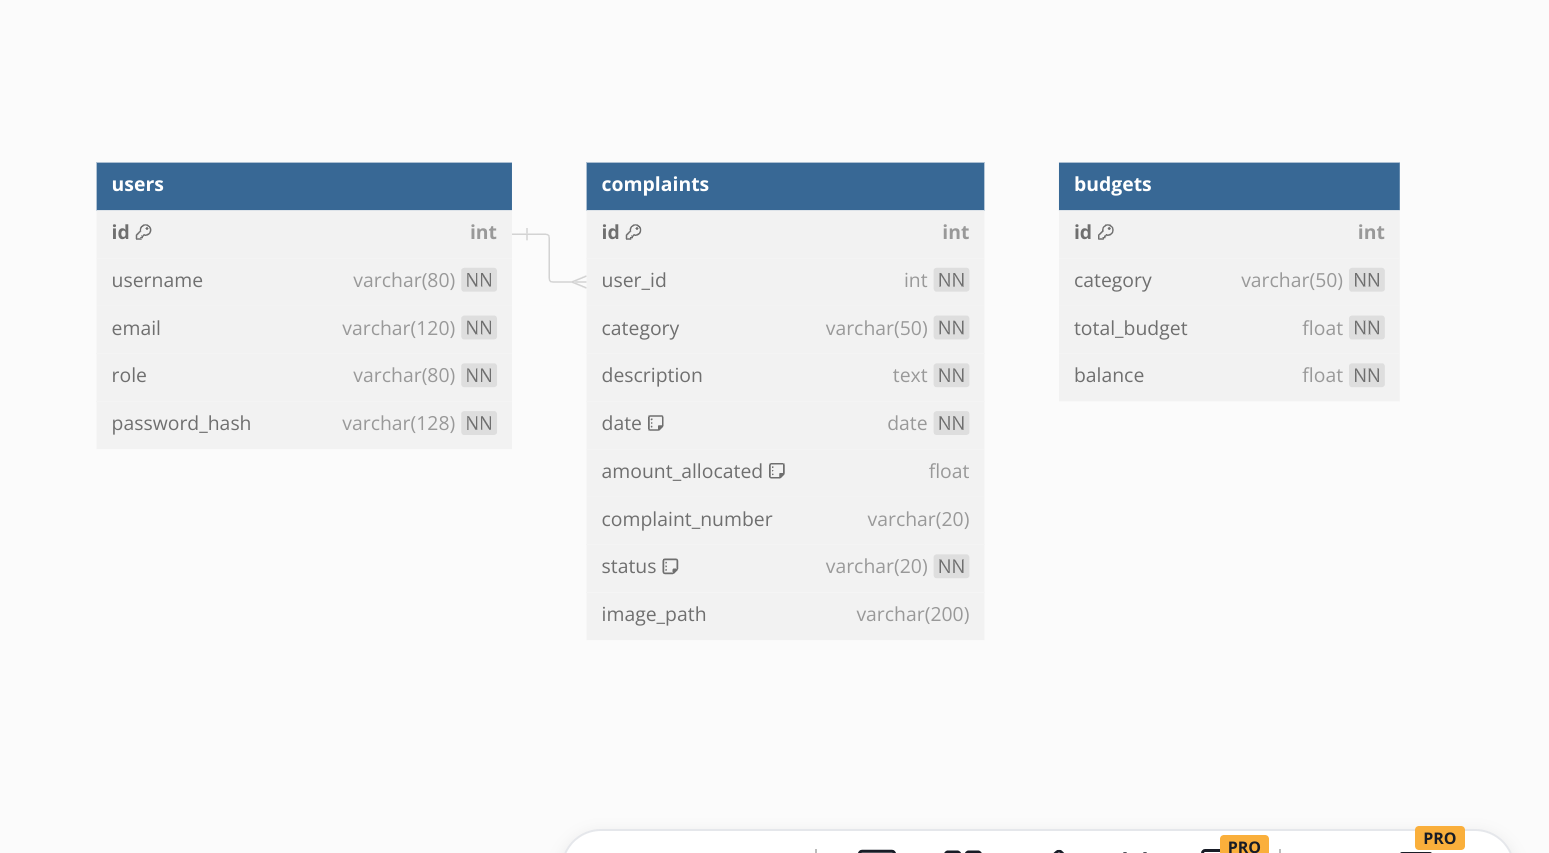 users
id int
username varchar(80) NN
email varchar(120) NN
role varchar(80) NN
password_hash varchar(128) NN
complaints
id int
user_id int NN
category varchar(50) NN
description text NN
date date NN
amount_allocated float
complaint_number varchar(20)
status varchar(20) NN
image_path varchar(200)
budgets
id int
category varchar(50) NN
total_budget float NN
balance float NN
PRO
PRO